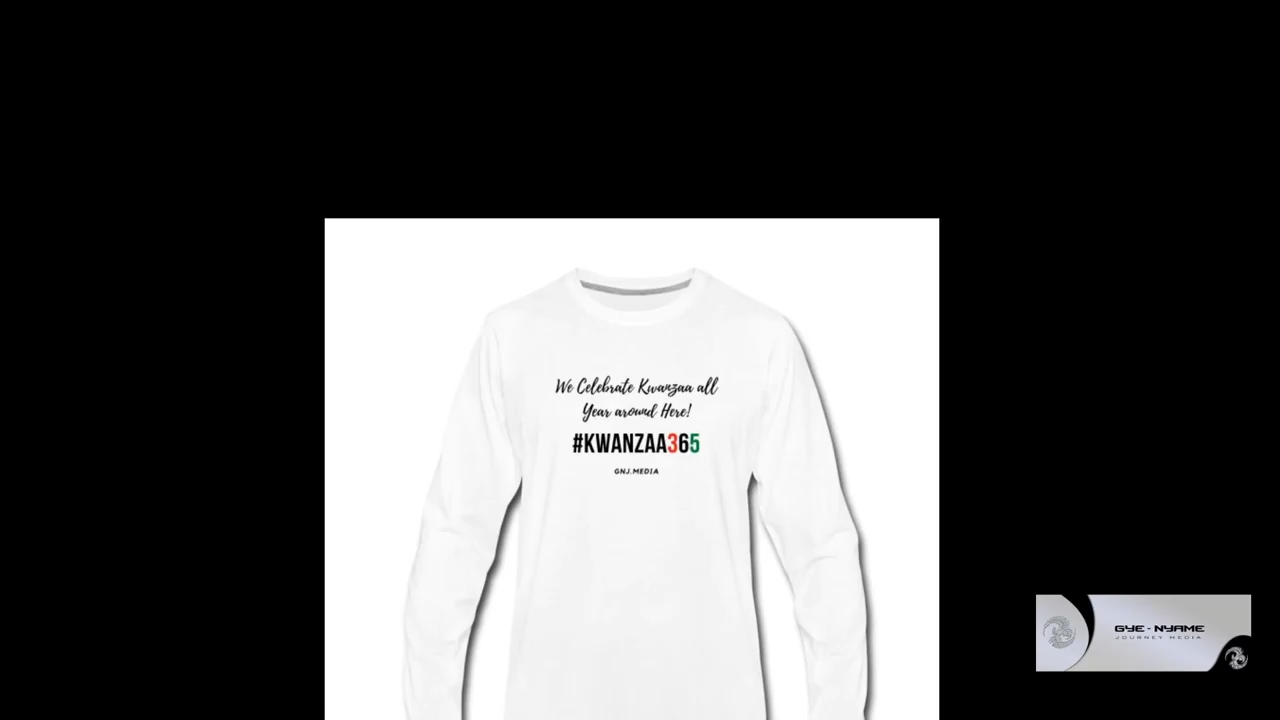 We Celebrate Kwanzaa all
Year around Here!
#KWANZAA365
GNJ.MEDIA
GYE - NYAME
JOURNEY MEDIA